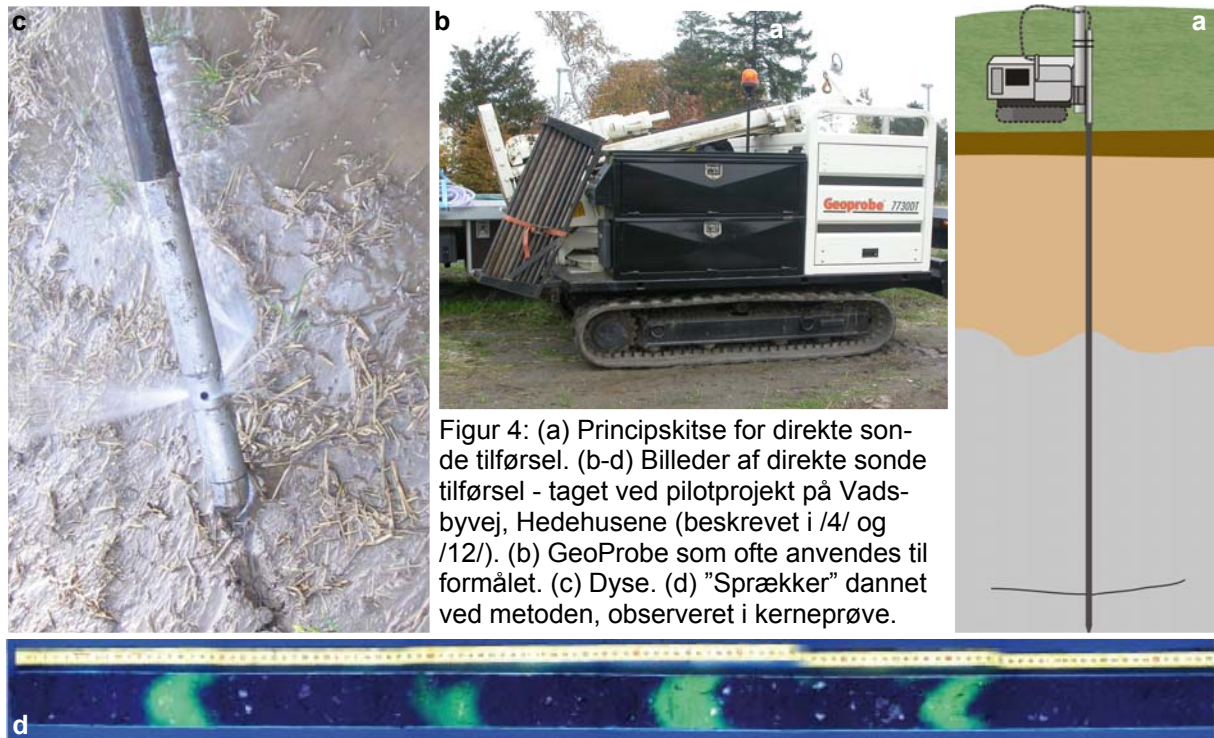 c
b
a
a
Geoprobe 7730DT
Figur 4: (a) Principskitse for direkte son-
de tilførsel. (b-d) Billeder af direkte sonde
tilførsel - taget ved pilotprojekt på Vads-
byvej, Hedehusene (beskrevet i /4/ og
/12/). (b) GeoProbe som ofte anvendes til
formålet. (c) Dyse. (d) ”Sprækker” dannet
ved metoden, observeret i kerneprøve.
d